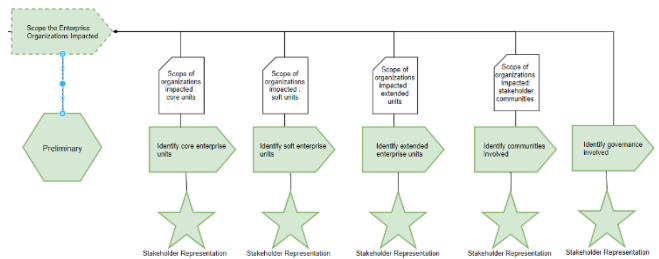 Scope the Enterprise
Organizations Impacted
Scope of
organizations
impacted :
core units
Scope of
organizations
impacted :
soft units
Scope of
organizations
impacted :
extended
units
Scope of
organizations
impacted:
stakeholder
communities
Preliminary
Identify core enterprise
units
Identify soft enterprise
units
Identify extended
enterprise units
Identify communities
involved
Identify governance
involved
Stakeholder Representation
Stakeholder Representation
Stakeholder Representation
Stakeholder Representation
Stakeholder Representation